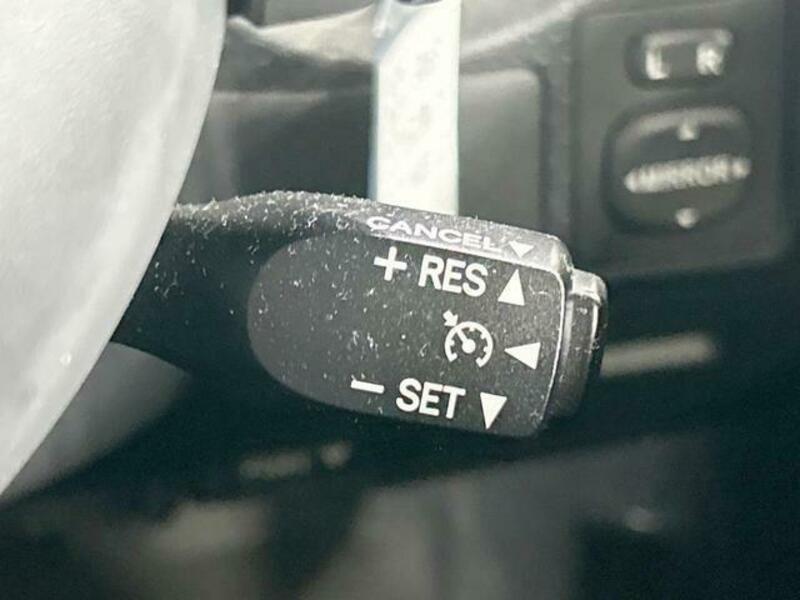 L R
MIRROR
CANCEL
+ RES
- SET